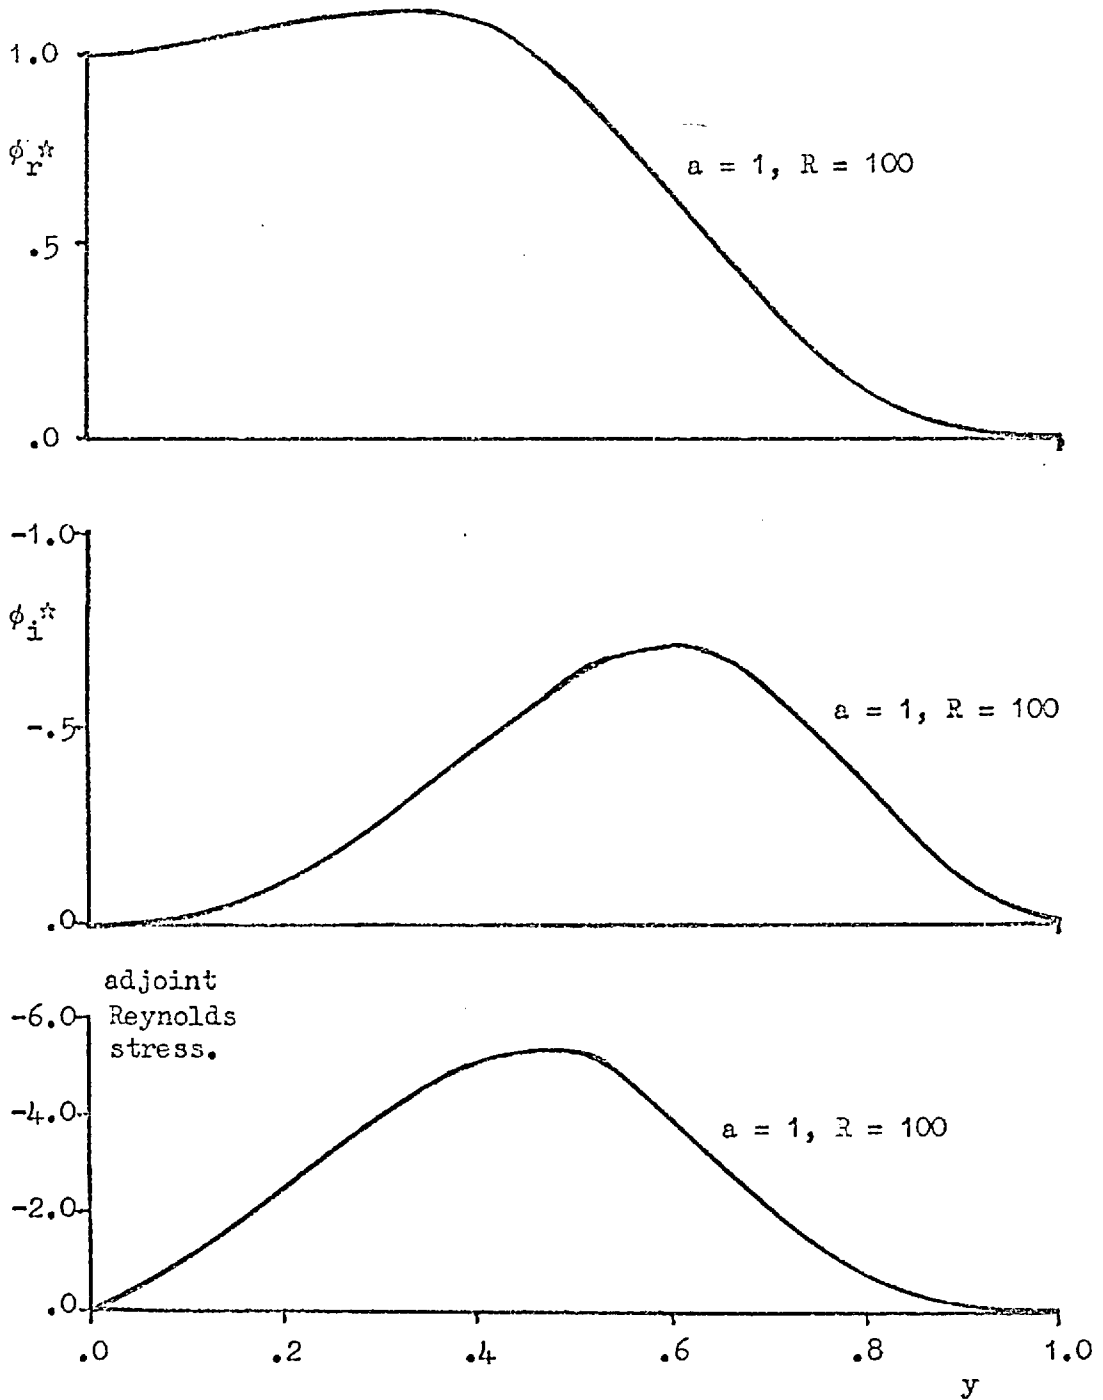 1.0
ϕr*
a = 1, R = 100
.5
.0
-1.0
ϕi*
-.5
a = 1, R = 100
.0
adjoint
Reynolds
stress.
-6.0
-4.0
a = 1, R = 100
-2.0
.0
.0 .2 .4 .6 .8 1.0
y